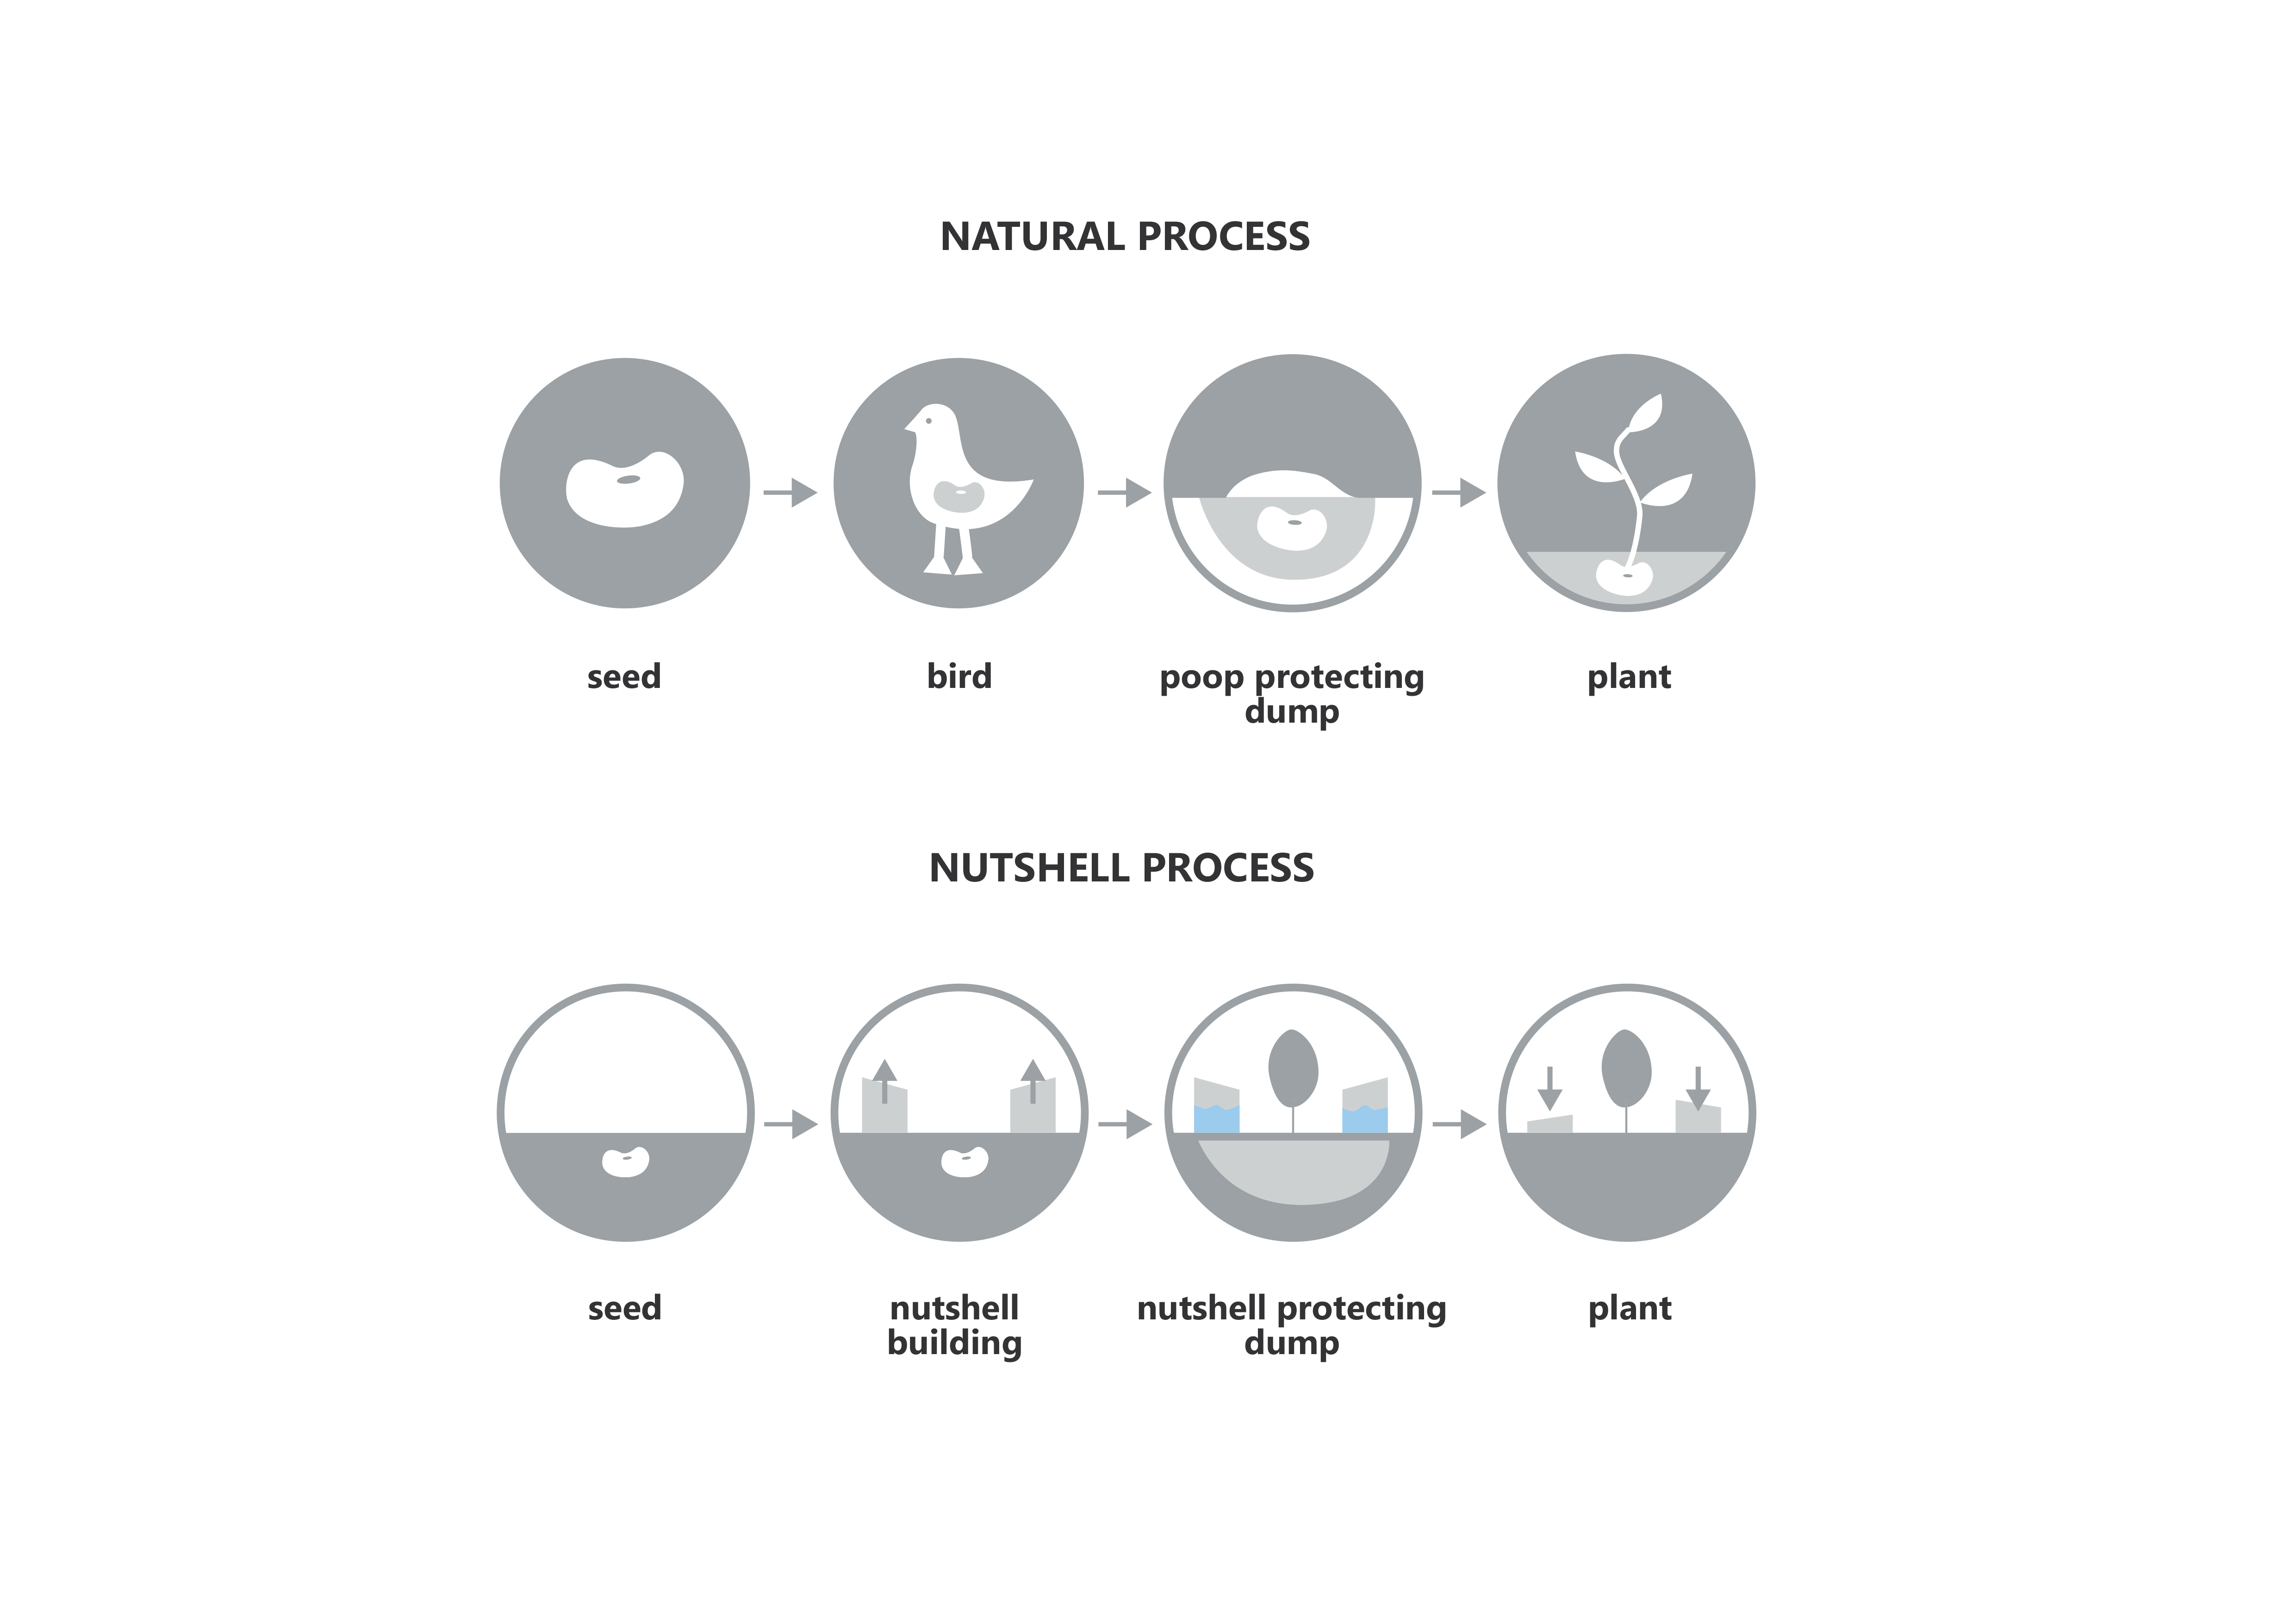 NATURAL PROCESS
seed
bird
poop protecting
dump
plant
NUTSHELL PROCESS
seed
nutshell
building
nutshell protecting
dump
plant